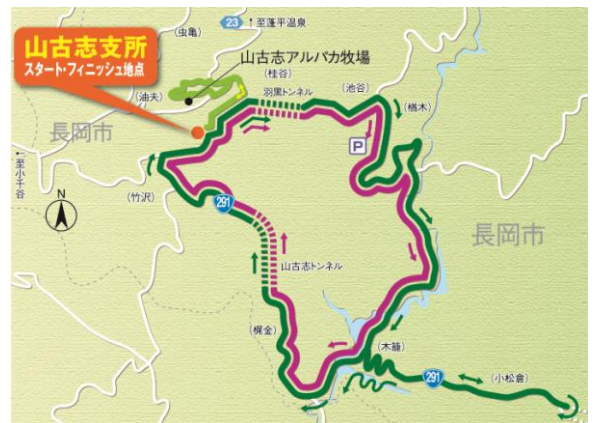 山古志支所
スタート・フィニッシュ地点
23
↑至蓬平温泉
(虫亀)
山古志アルパカ牧場
(油夫)
(桂谷)
羽黒トンネル
(池谷)
(楢木)
長岡市
P
←至小千谷
N
(竹沢)
291
長岡市
山古志トンネル
(梶金)
(木籠)
291
(小松倉)